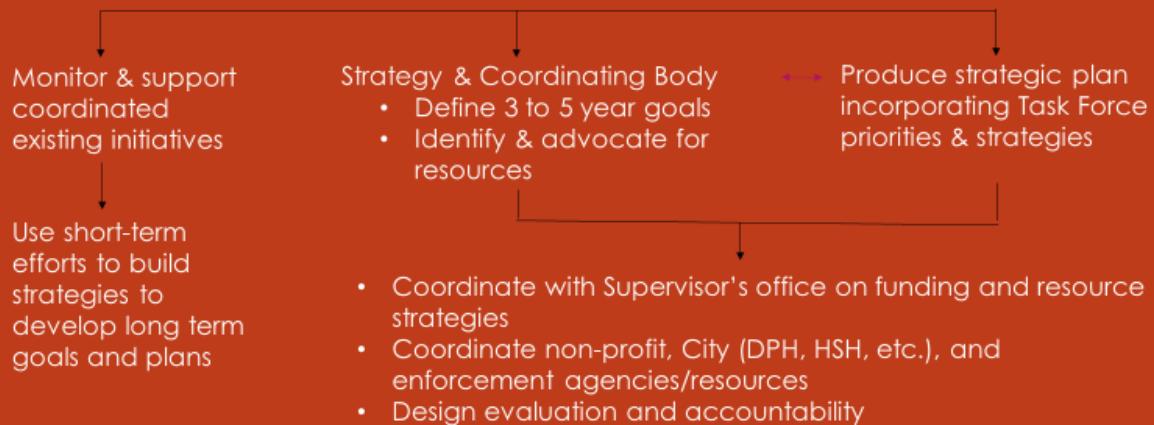 Monitor & support
coordinated
existing initiatives
Use short-term
efforts to build
strategies to
develop long term
goals and plans
Strategy & Coordinating Body
• Define 3 to 5 year goals
• Identify & advocate for
resources
Produce strategic plan
incorporating Task Force
priorities & strategies
• Coordinate with Supervisor's office on funding and resource
strategies
• Coordinate non-profit, City (DPH, HSH, etc.), and
enforcement agencies/resources
• Design evaluation and accountability